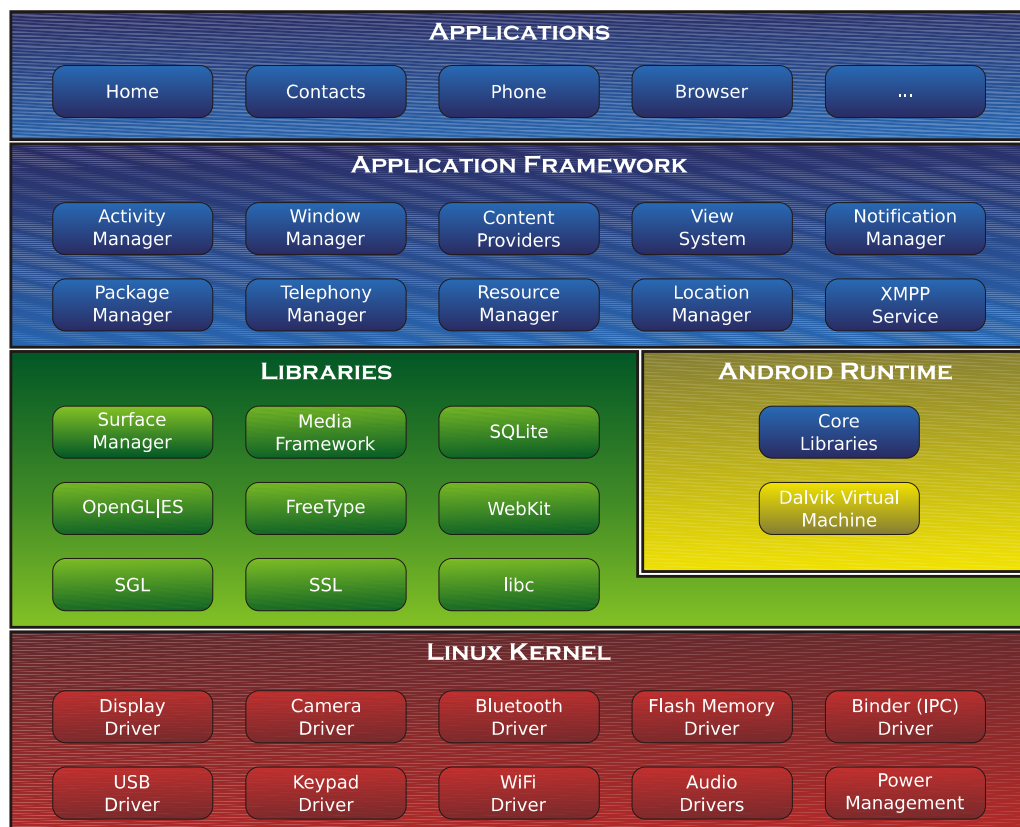 APPLICATIONS
Home
Contacts
Phone
Browser
...
APPLICATION FRAMEWORK
Activity
Manager
Window
Manager
Content
Providers
View
System
Notification
Manager
Package
Manager
Telephony
Manager
Resource
Manager
Location
Manager
XMPP
Service
LIBRARIES
Surface
Manager
Media
Framework
SQLite
OpenGL|ES
FreeType
WebKit
SGL
SSL
libc
ANDROID RUNTIME
Core
Libraries
Dalvik Virtual
Machine
LINUX KERNEL
Display
Driver
Camera
Driver
Bluetooth
Driver
Flash Memory
Driver
Binder (IPC)
Driver
USB
Driver
Keypad
Driver
WiFi
Driver
Audio
Drivers
Power
Management